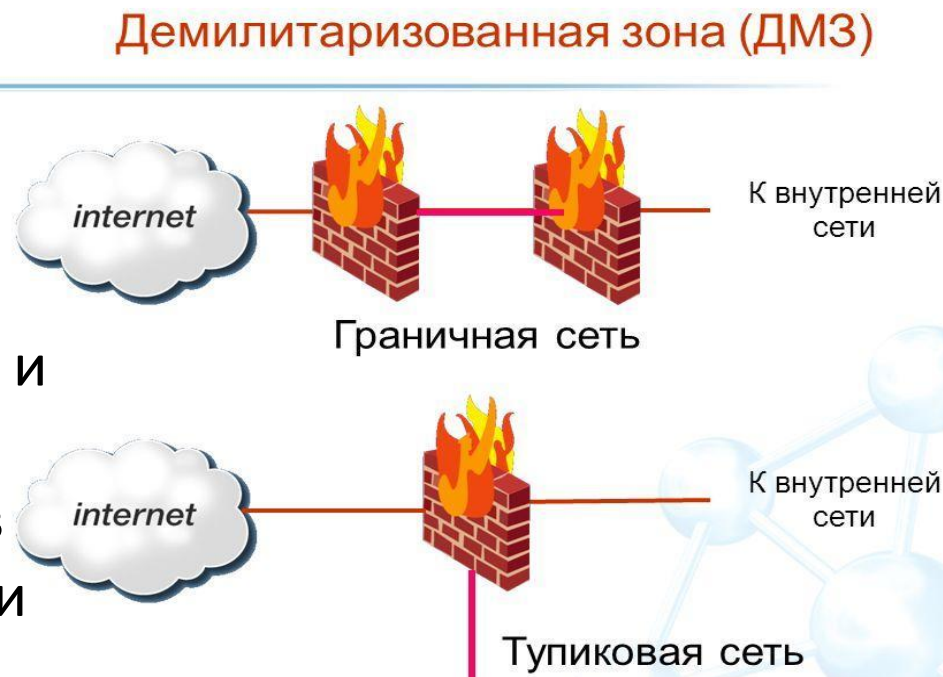 Демилитаризованная зона (ДМЗ)
internet
К внутренней
сети
Граничная сеть
и
internet
К внутренней
сети
и
Тупиковая сеть